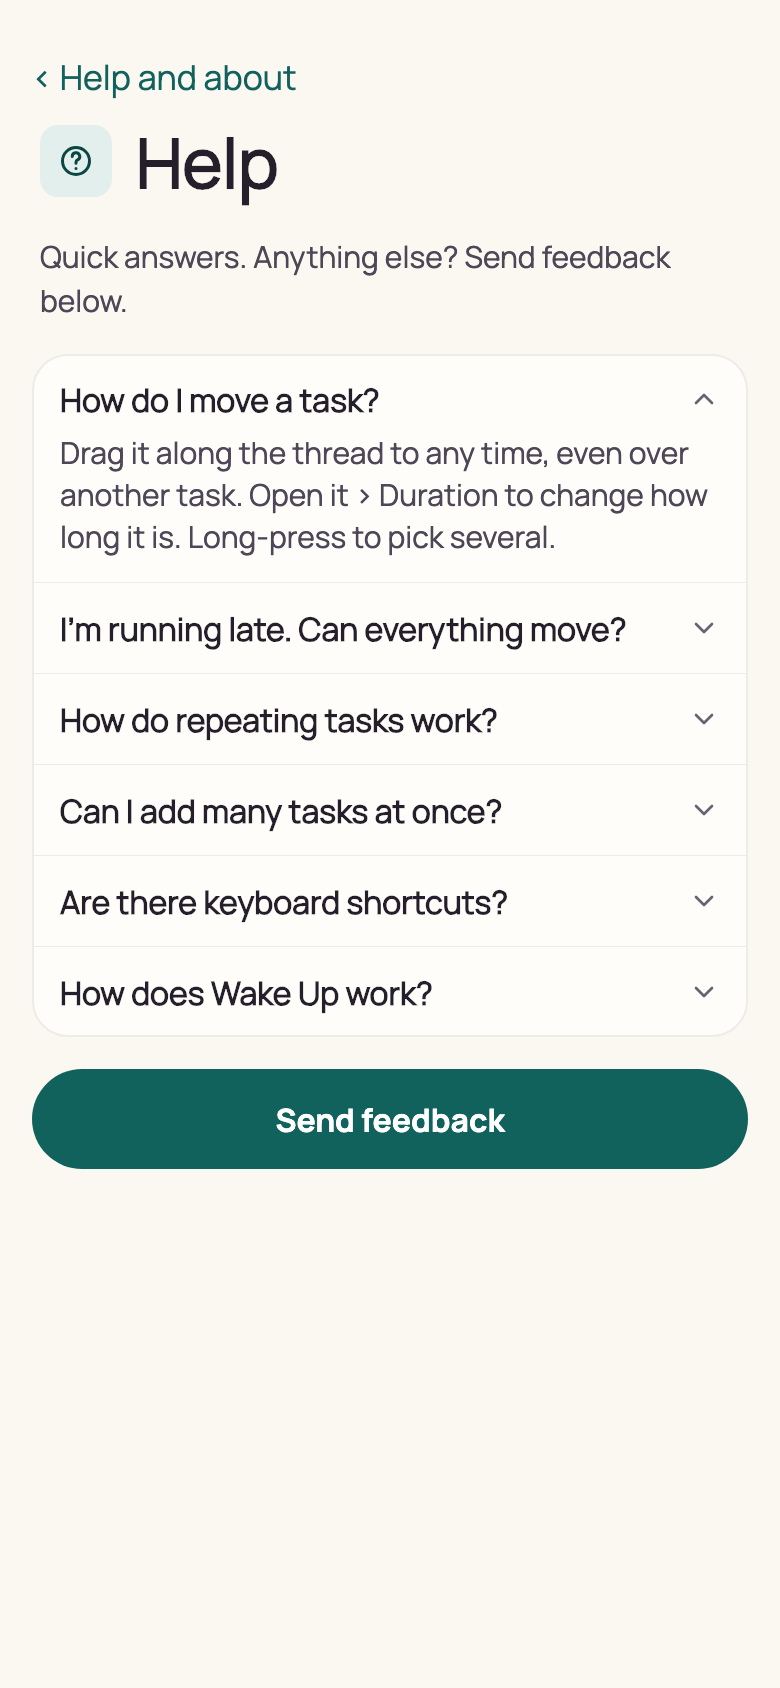 Help and about
Help
Quick answers. Anything else? Send feedback
below.
How do I move a task?
Drag it along the thread to any time, even over
another task. Open it > Duration to change how
long it is. Long-press to pick several.
I'm running late. Can everything move?
How do repeating tasks work?
Can I add many tasks at once?
Are there keyboard shortcuts?
How does Wake Up work?
Send feedback